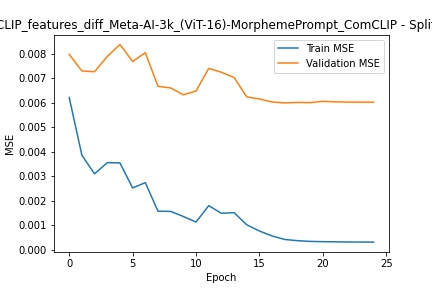 CLIP_features_diff_Meta-AI-3k_(ViT-16)-MorphemePrompt_ComCLIP - Split
Train MSE
Validation MSE
0.008
0.007
0.006
0.005
0.004
0.003
0.002
0.001
0.000
MSE
0 5 10 15 20 25
Epoch